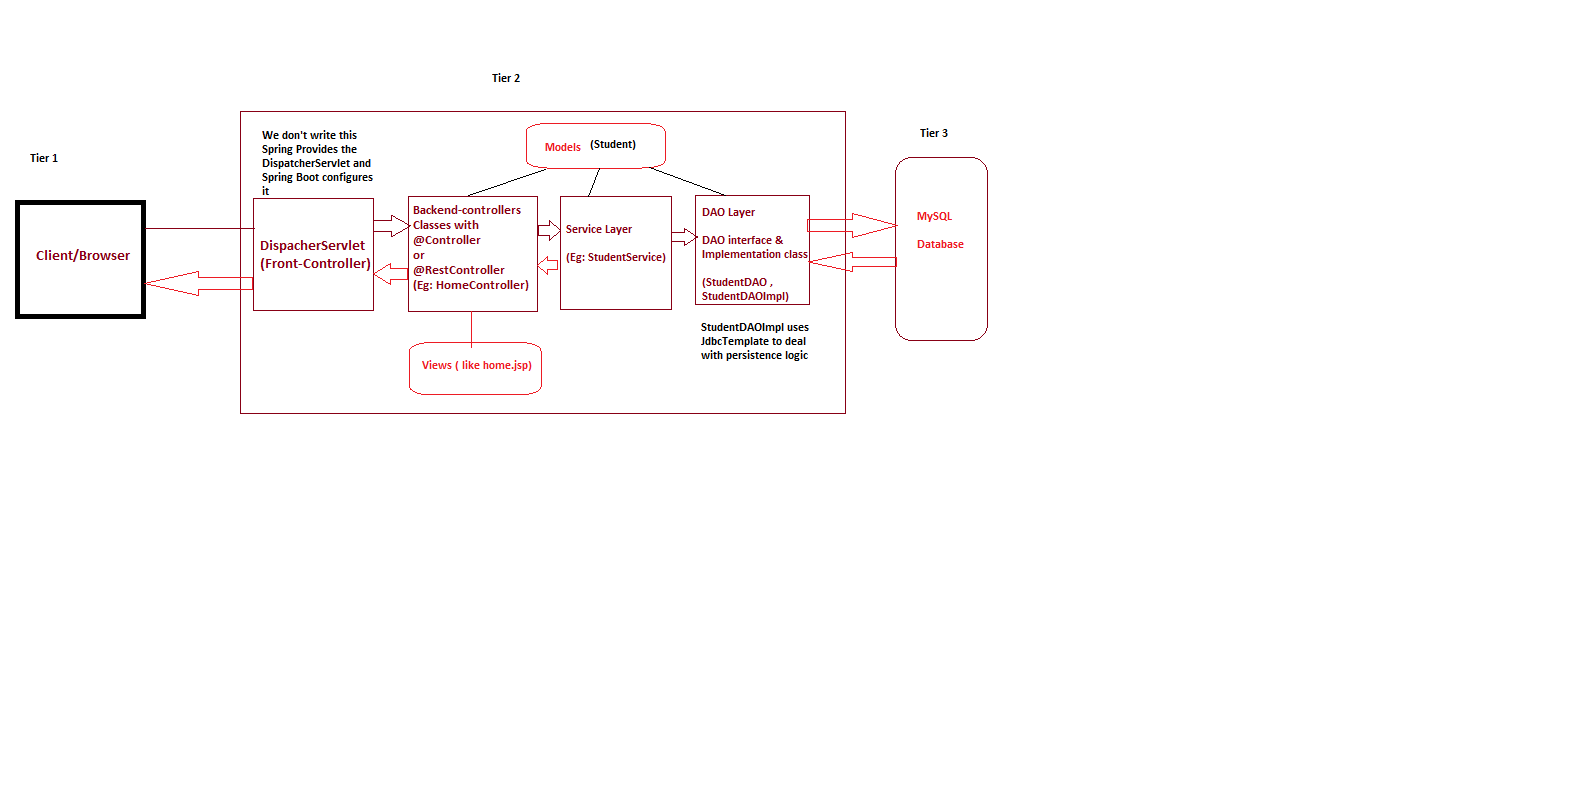 Tier 2
Tier 3
Tier 1
We don't write this
Spring Provides the
DispatcherServlet and
Spring Boot configures
it
Models (Student)
Client/Browser
DispacherServlet
(Front-Controller)
Backend-controllers
Classes with
@Controller
or
@RestController
(Eg: HomeController)
Service Layer
(Eg: StudentService)
DAO Layer
DAO interface &
Implementation class
(StudentDAO ,
StudentDAOImpl)
MySQL
Database
StudentDAOImpl uses
JdbcTemplate to deal
with persistence logic
Views ( like home.jsp)